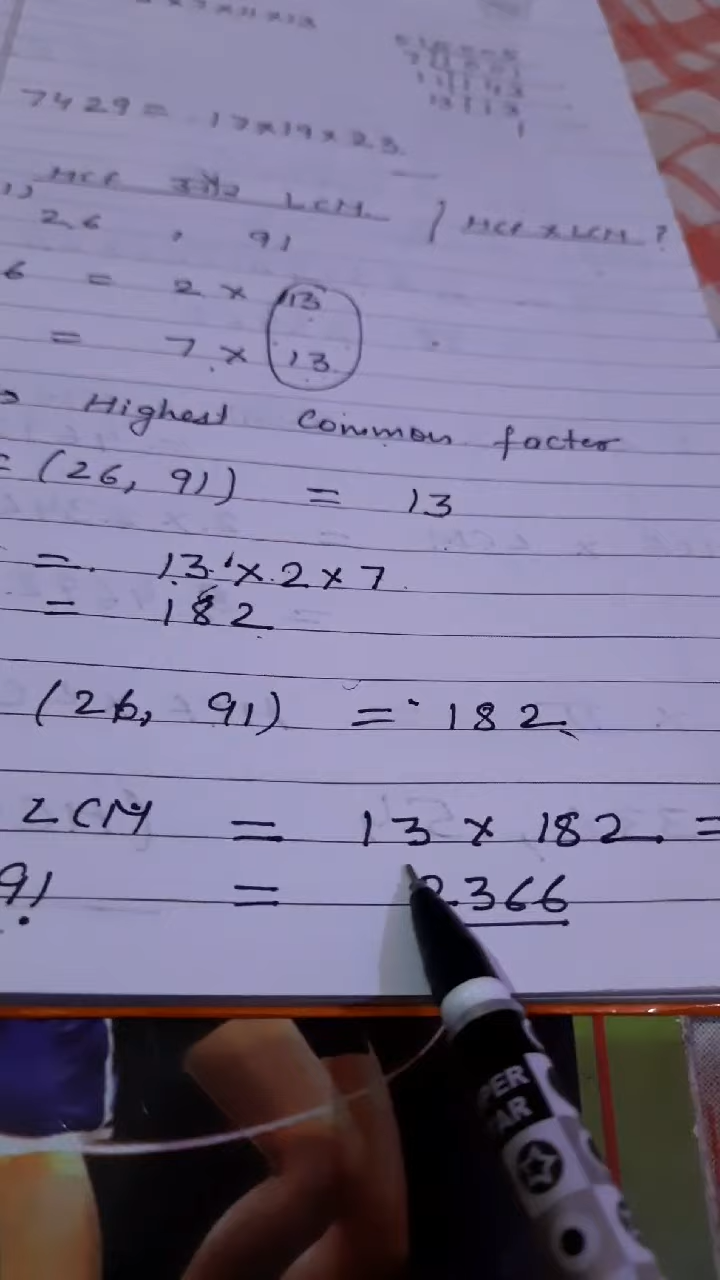 7429 = 17×19×23
HCF और LCM / HCF × LCM ?
26 , 91
6 = 2 × 13
= 7 × 13
Highest Common factor
= (26, 91) = 13
= 13 × 2 × 7
= 182
(26, 91) = 182
LCM = 13 × 182 =
91 = 2366